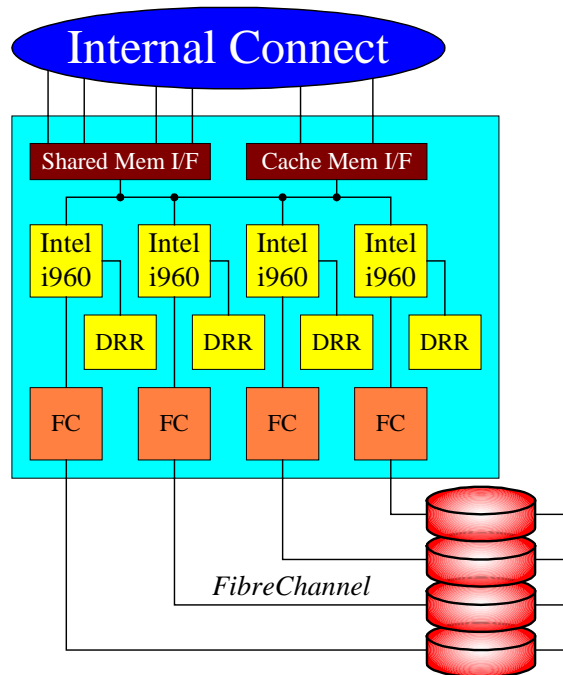 Internal Connect
Shared Mem I/F
Cache Mem I/F
Intel
i960
Intel
i960
Intel
i960
Intel
i960
DRR
DRR
DRR
DRR
FC
FC
FC
FC
FibreChannel